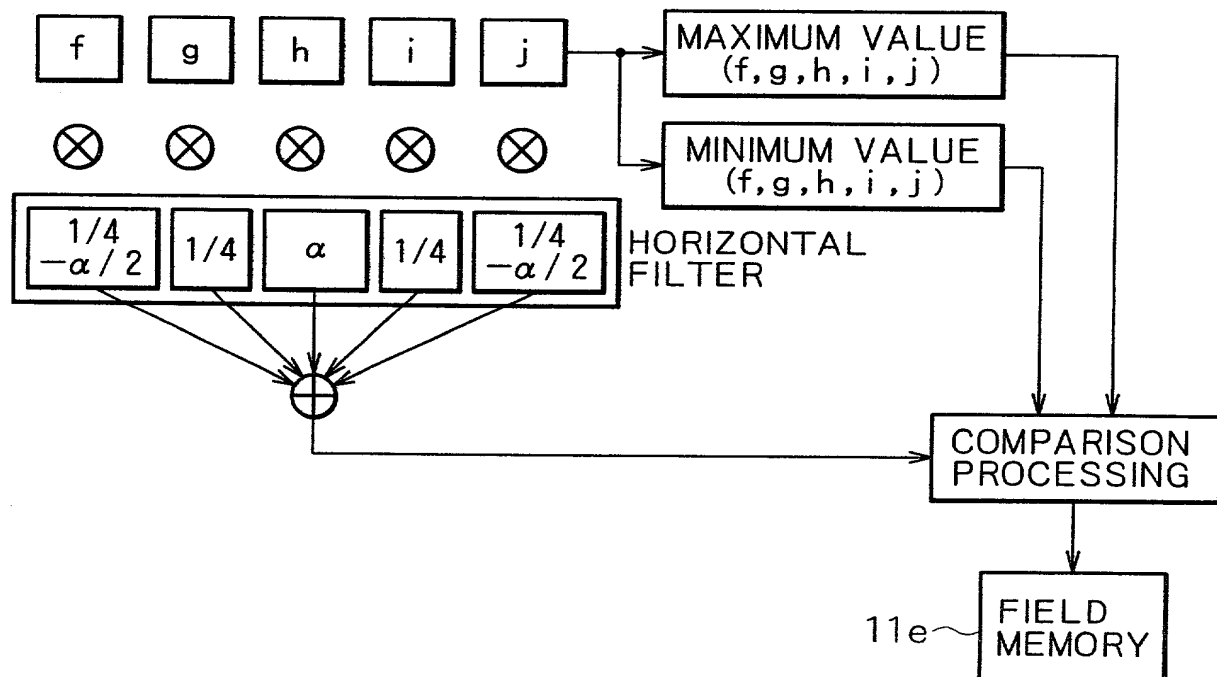 f g h i j
MAXIMUM VALUE
(f,g,h,i,j)
MINIMUM VALUE
(f,g,h,i,j)
1/4
-α/2
1/4
α
1/4
1/4
-α/2
HORIZONTAL
FILTER
COMPARISON
PROCESSING
11e
FIELD
MEMORY